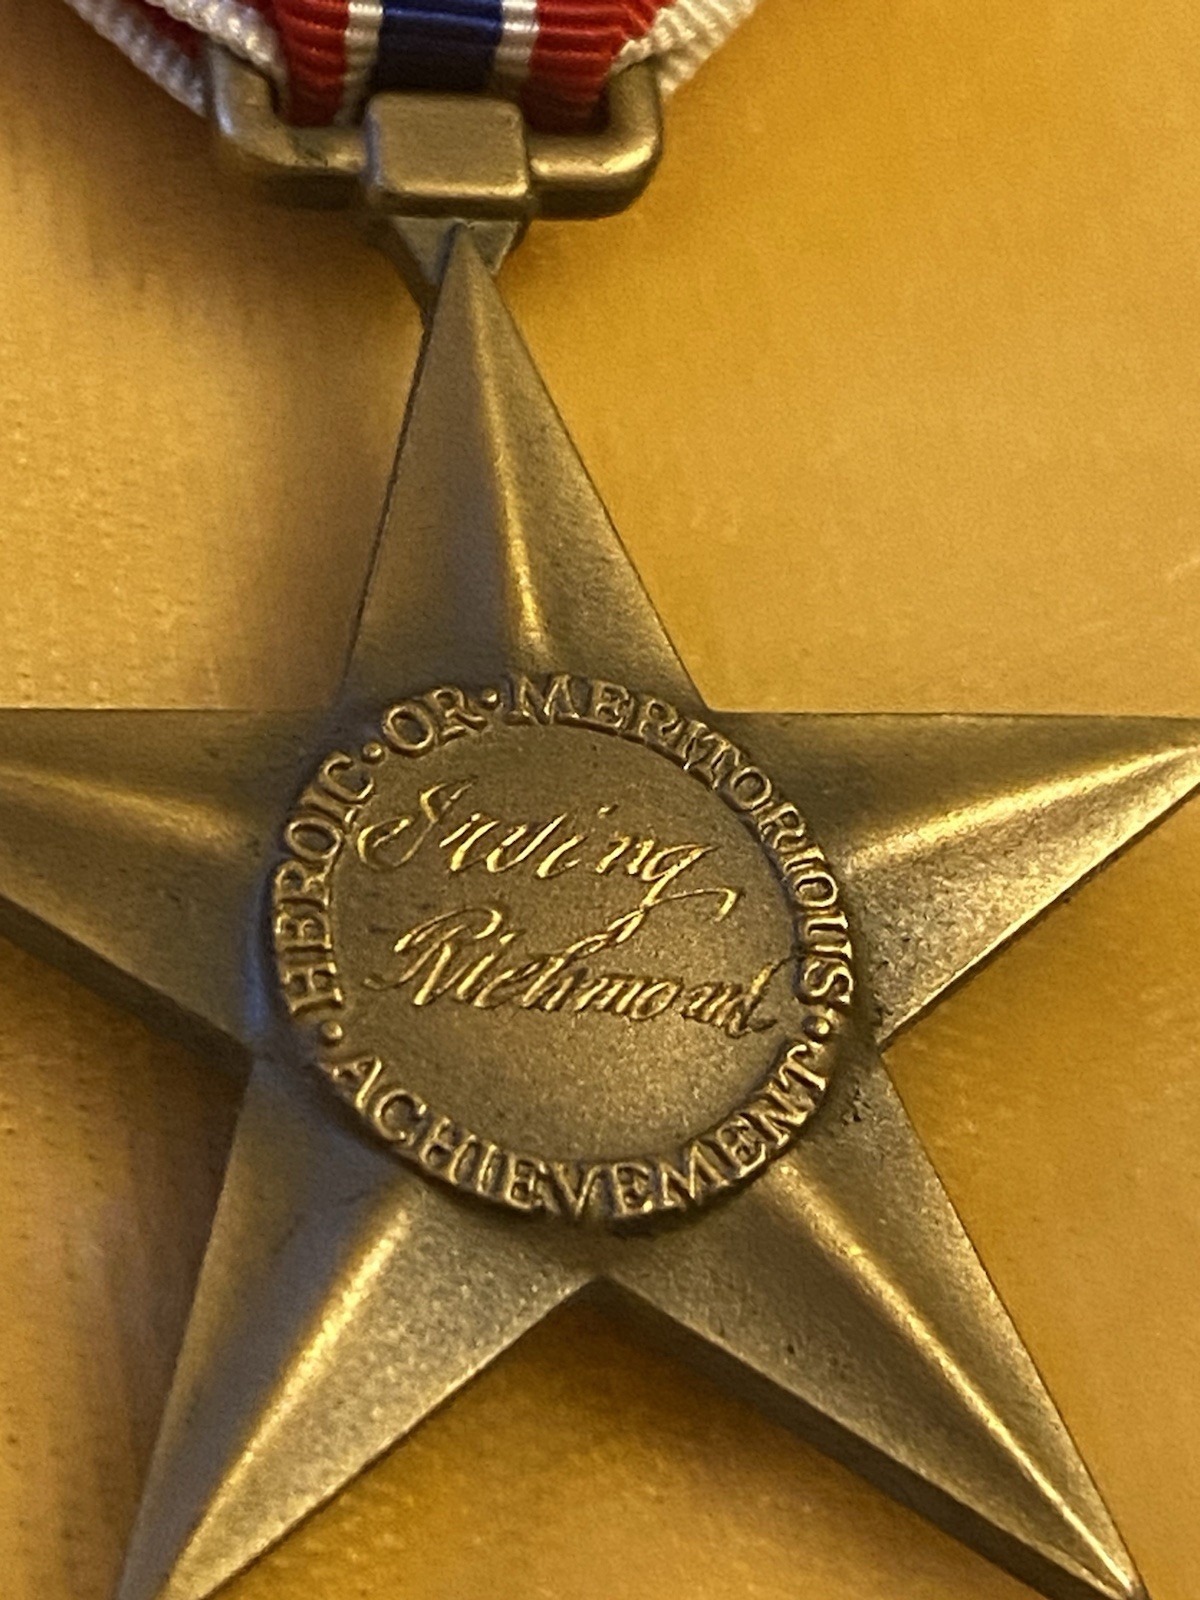 HEROIC · OR · MERITORIOUS · ACHIEVEMENT ·
Irving
Richmond